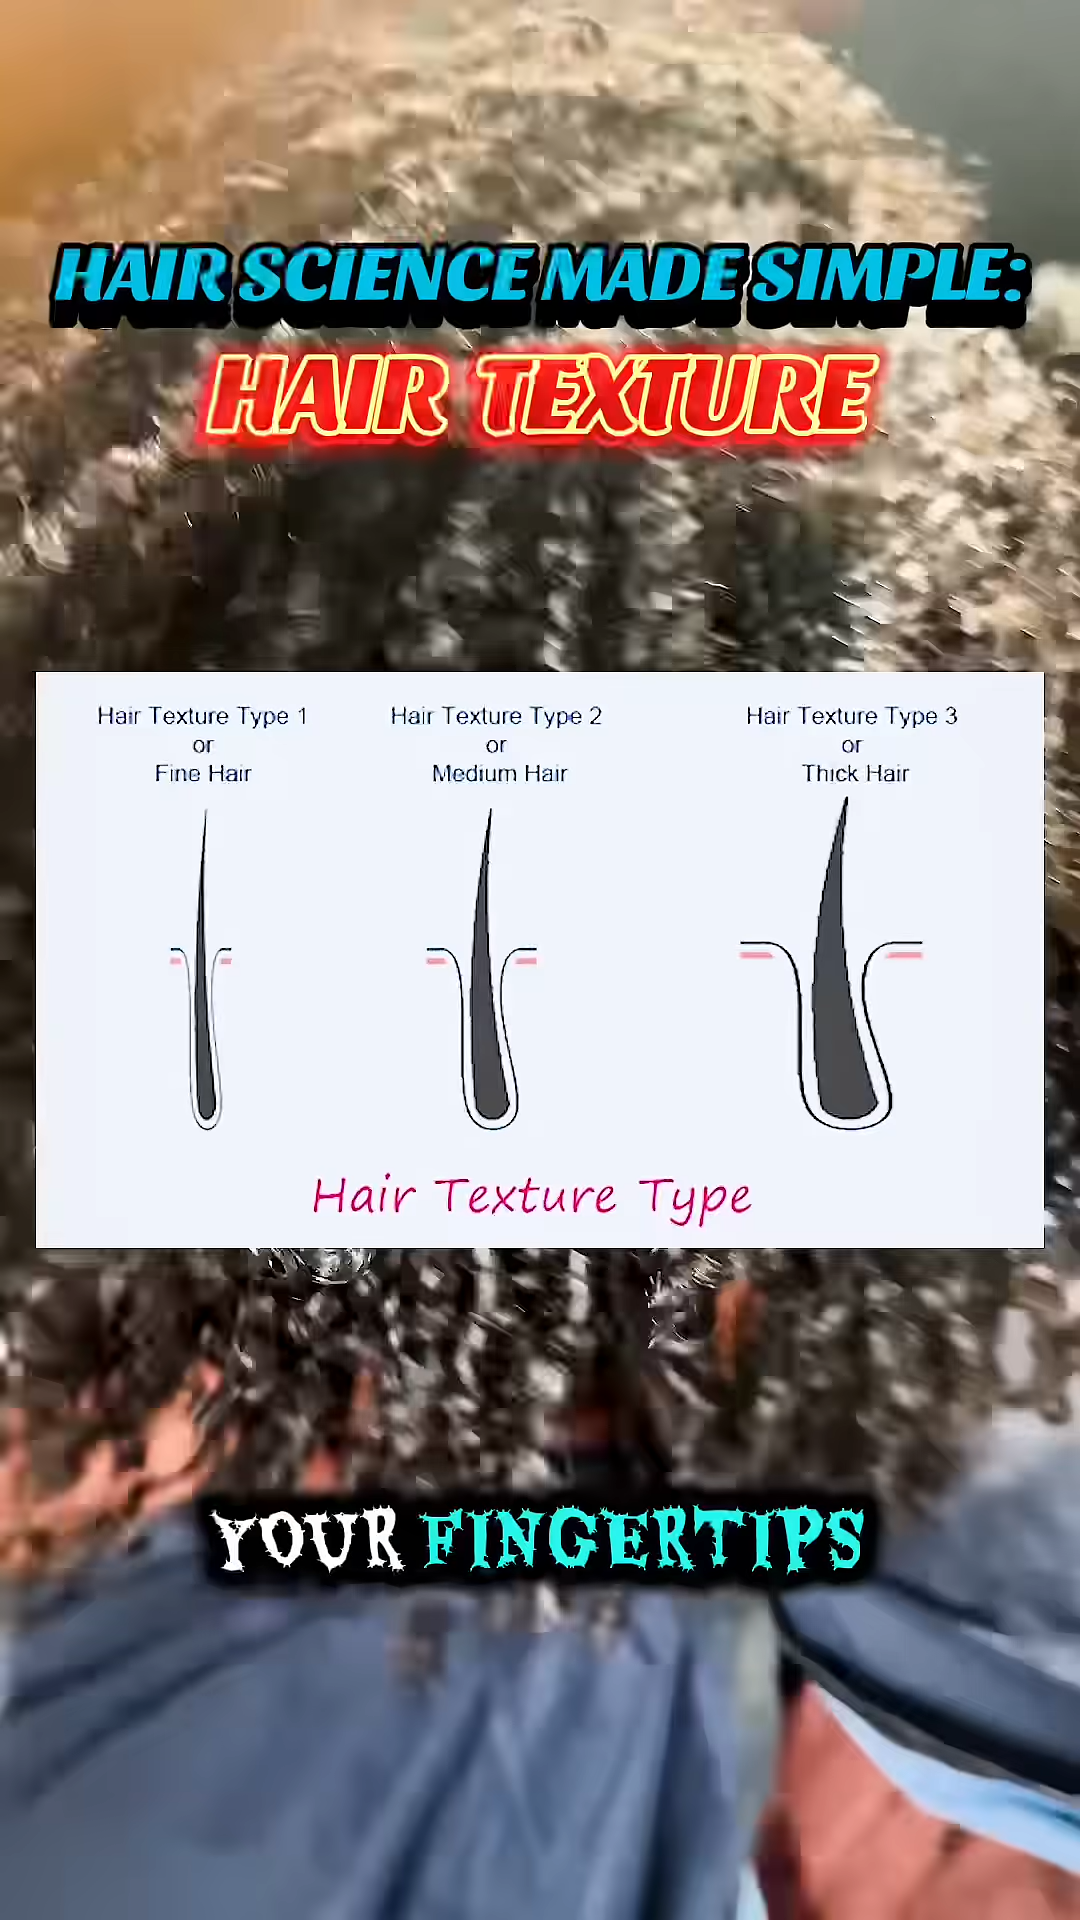 HAIR SCIENCE MADE SIMPLE:
HAIR TEXTURE
Hair Texture Type 1
or
Fine Hair
Hair Texture Type 2
or
Medium Hair
Hair Texture Type 3
or
Thick Hair
Hair Texture Type
YOUR FINGERTIPS